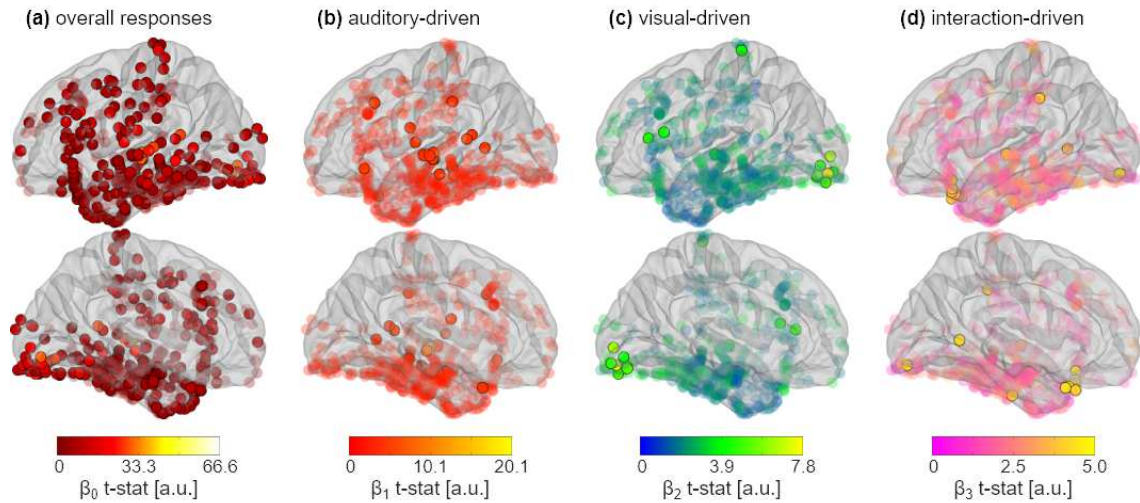 (a) overall responses
(b) auditory-driven
(c) visual-driven
(d) interaction-driven
0 33.3 66.6
β0 t-stat [a.u.]
0 10.1 20.1
β1 t-stat [a.u.]
0 3.9 7.8
β2 t-stat [a.u.]
0 2.5 5.0
β3 t-stat [a.u.]